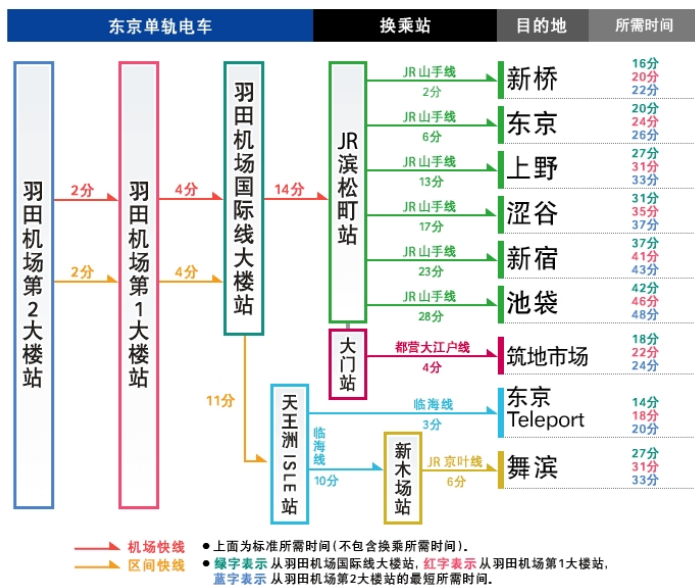 东京单轨电车 换乘站 目的地 所需时间
羽田机场第2大楼站
2分
2分
羽田机场第1大楼站
4分
4分
羽田机场国际线大楼站
14分
11分
JR滨松町站
大门站
天王洲ISLE站
临海线
10分
新木场站
JR 山手线
2分
新桥
16分
20分
22分
JR 山手线
6分
东京
20分
24分
26分
JR 山手线
13分
上野
27分
31分
33分
JR 山手线
17分
涩谷
31分
35分
37分
JR 山手线
23分
新宿
37分
41分
43分
JR 山手线
28分
池袋
42分
46分
48分
都营大江户线
4分
筑地市场
18分
22分
24分
临海线
3分
东京
Teleport
14分
18分
20分
JR 京叶线
6分
舞滨
27分
31分
33分
机场快线 ●上面为标准所需时间(不包含换乘所需时间)。
区间快线 ●绿字表示 从羽田机场国际线大楼站, 红字表示 从羽田机场第1大楼站,
蓝字表示 从羽田机场第2大楼站的最短所需时间。